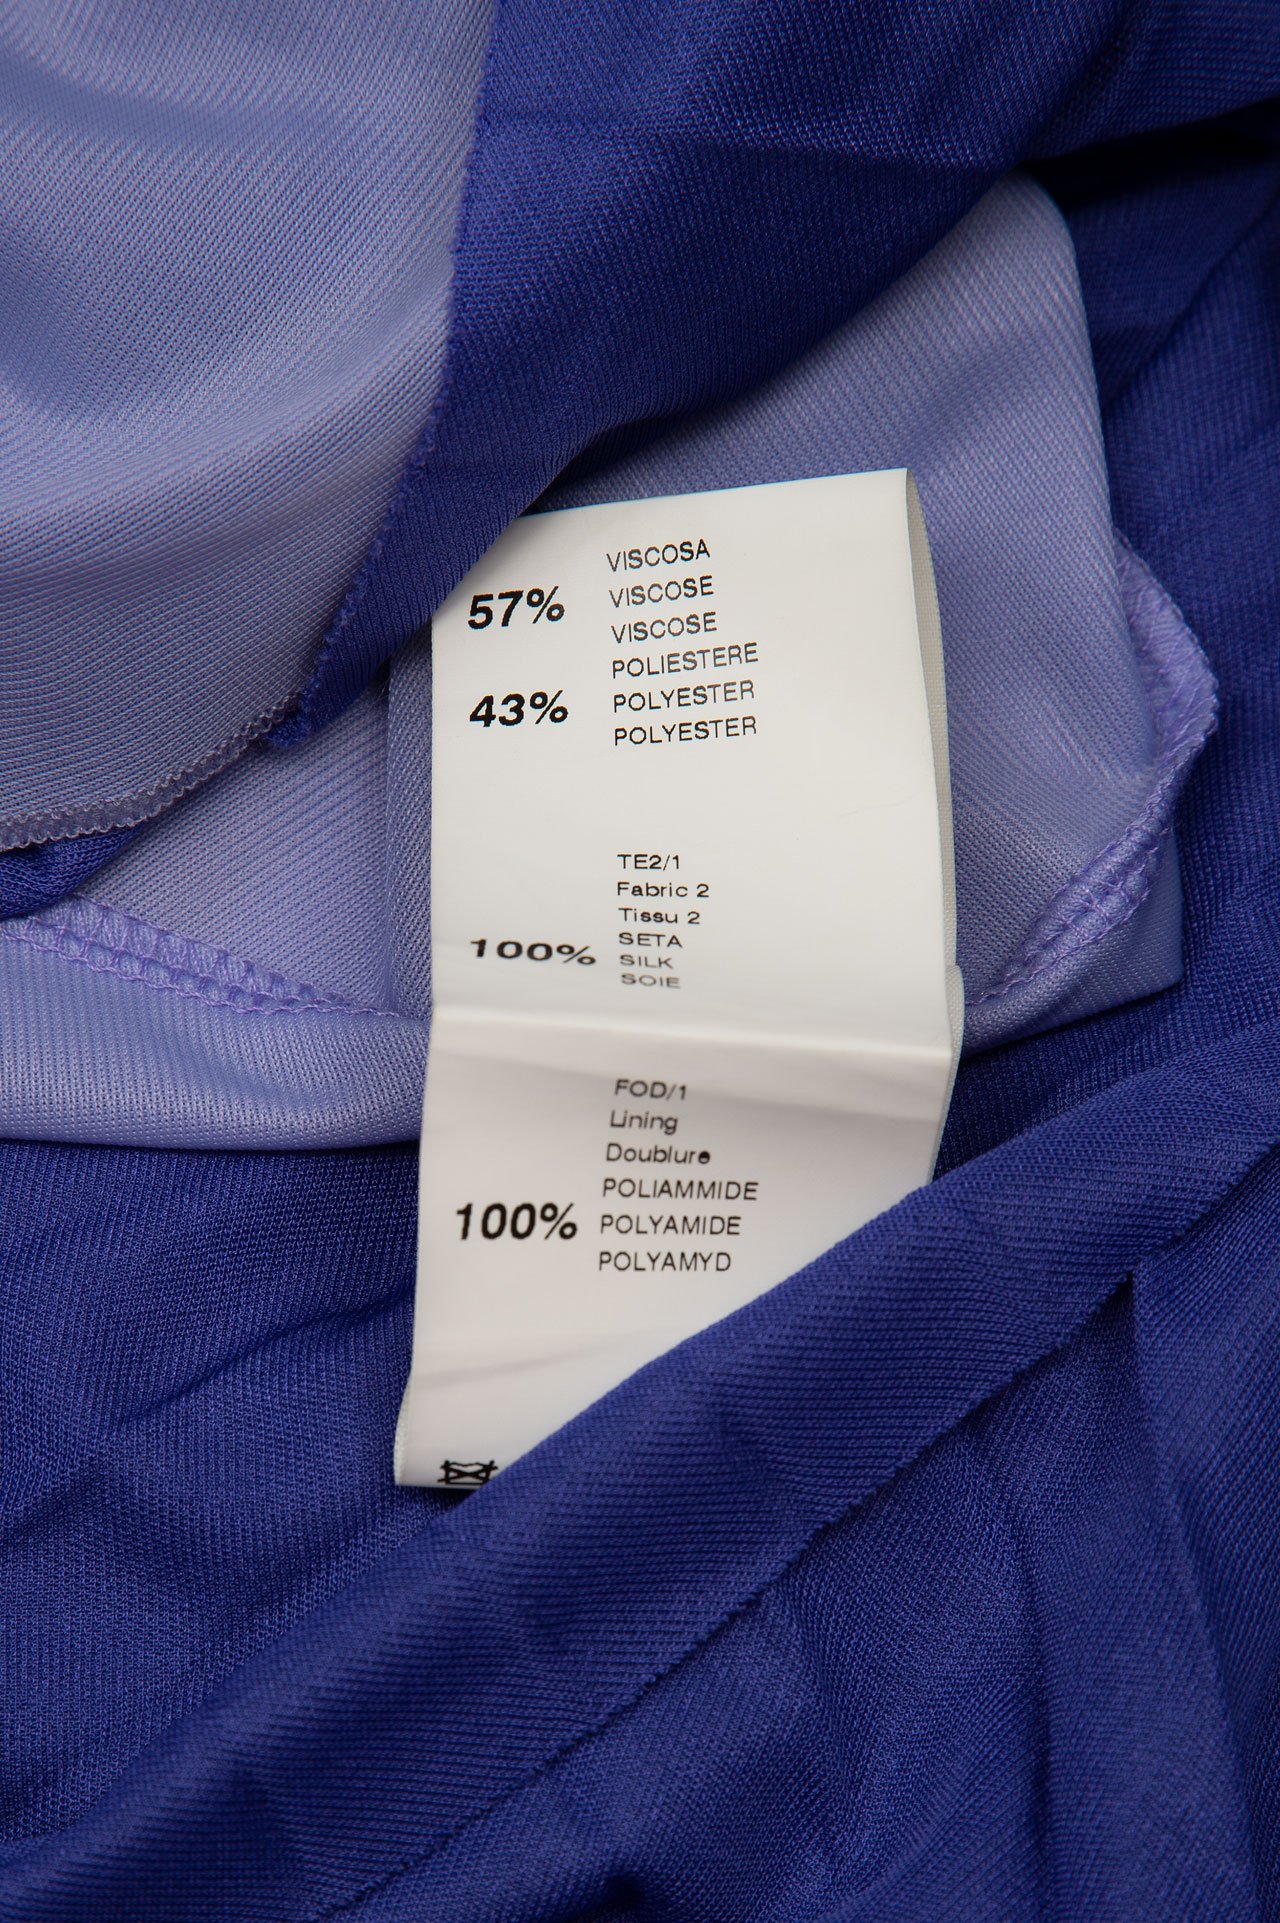 VISCOSA
57% VISCOSE
VISCOSE
POLIESTERE
43% POLYESTER
POLYESTER
TE2/1
Fabric 2
Tissu 2
100% SETA
SILK
SOIE
FOD/1
Lining
Doublure
POLIAMMIDE
100% POLYAMIDE
POLYAMYD